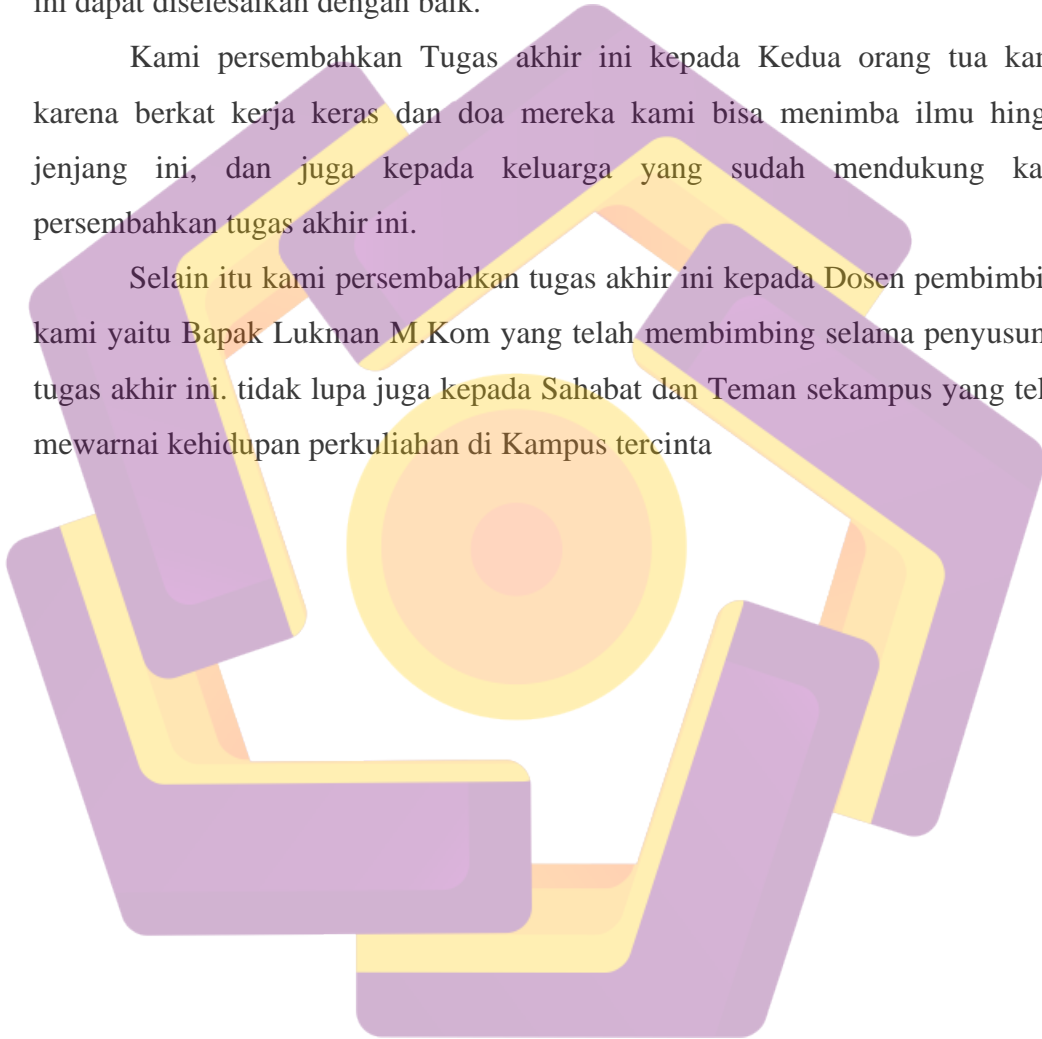 ini dapat diselesaikan dengan baik.
Kami persembahkan Tugas akhir ini kepada Kedua orang tua kar
karena berkat kerja keras dan doa mereka kami bisa menimba ilmu hing
jenjang ini, dan juga kepada keluarga yang sudah mendukung ka
persembahkan tugas akhir ini.
Selain itu kami persembahkan tugas akhir ini kepada Dosen pembimbi
kami yaitu Bapak Lukman M.Kom yang telah membimbing selama penyusun
tugas akhir ini. tidak lupa juga kepada Sahabat dan Teman sekampus yang tel
mewarnai kehidupan perkuliahan di Kampus tercinta